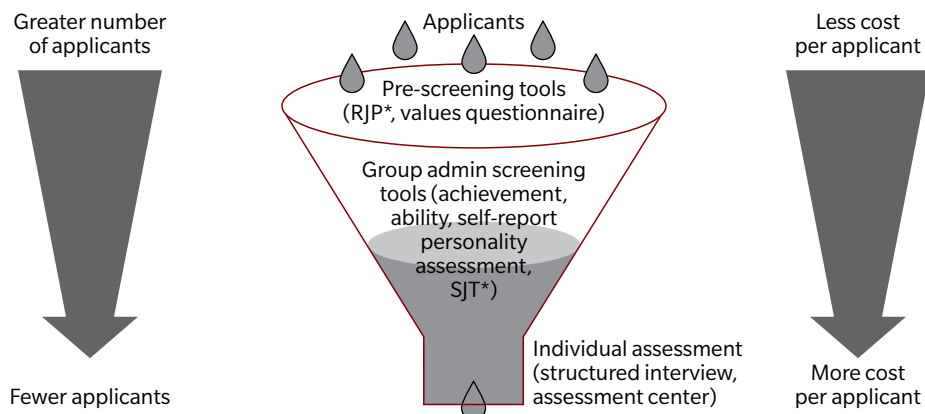 Greater number
of applicants
Applicants
Less cost
per applicant
Pre-screening tools
(RJP*, values questionnaire)
Group admin screening
tools (achievement,
ability, self-report
personality
assessment,
SJT*)
Individual assessment
(structured interview,
assessment center)
Fewer applicants
More cost
per applicant